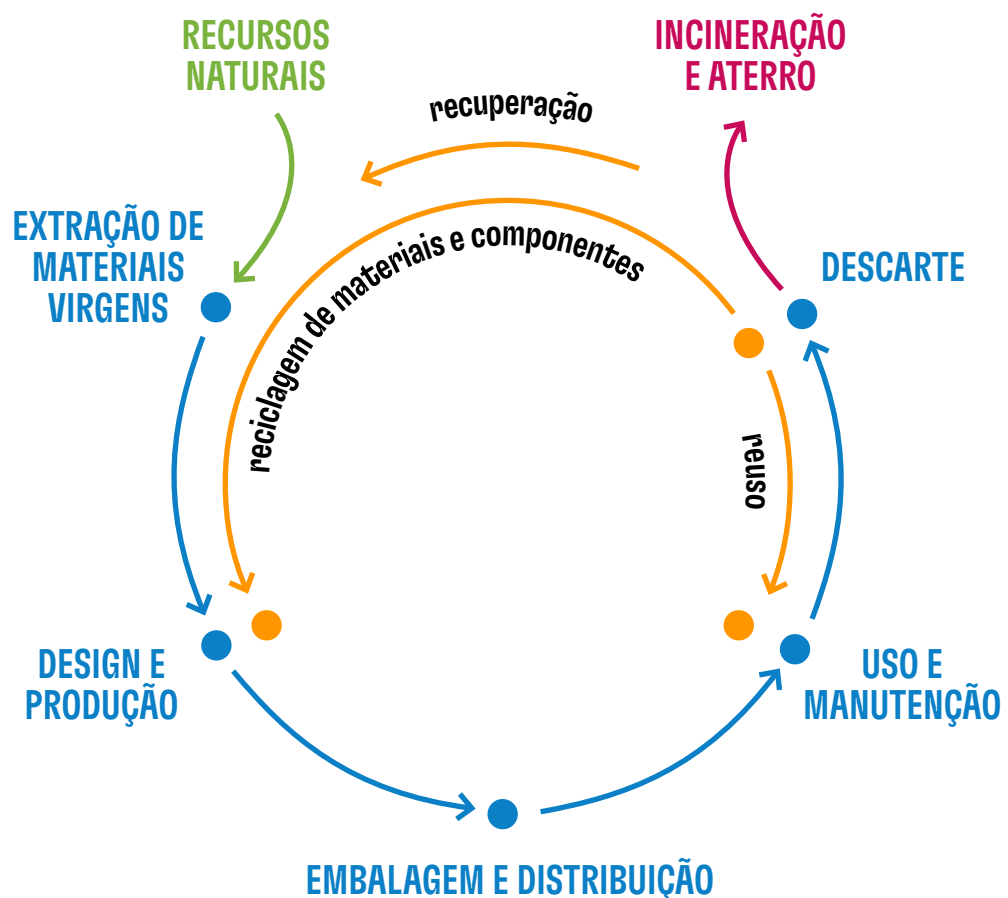 RECURSOS
NATURAIS
INCINERAÇÃO
E ATERRO
recuperação
EXTRAÇÃO DE
MATERIAIS
VIRGENS
reciclagem de materiais e componentes
DESCARTE
reuso
DESIGN E
PRODUÇÃO
USO E
MANUTENÇÃO
EMBALAGEM E DISTRIBUIÇÃO